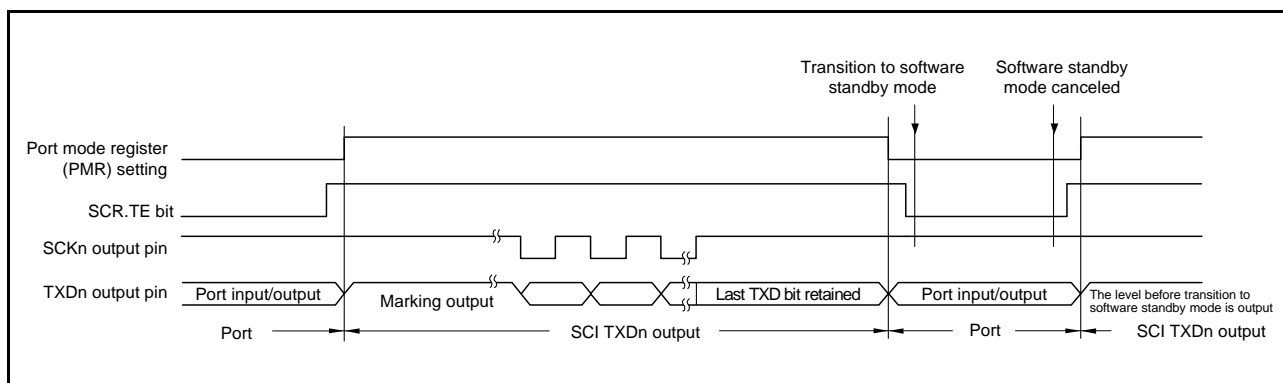 Transition to software
standby mode
Software standby
mode canceled
Port mode register
(PMR) setting
SCR.TE bit
SCKn output pin
TXDn output pin
Port input/output
Marking output
Last TXD bit retained
Port input/output
The level before transition to
software standby mode is output
Port
SCI TXDn output
Port
SCI TXDn output